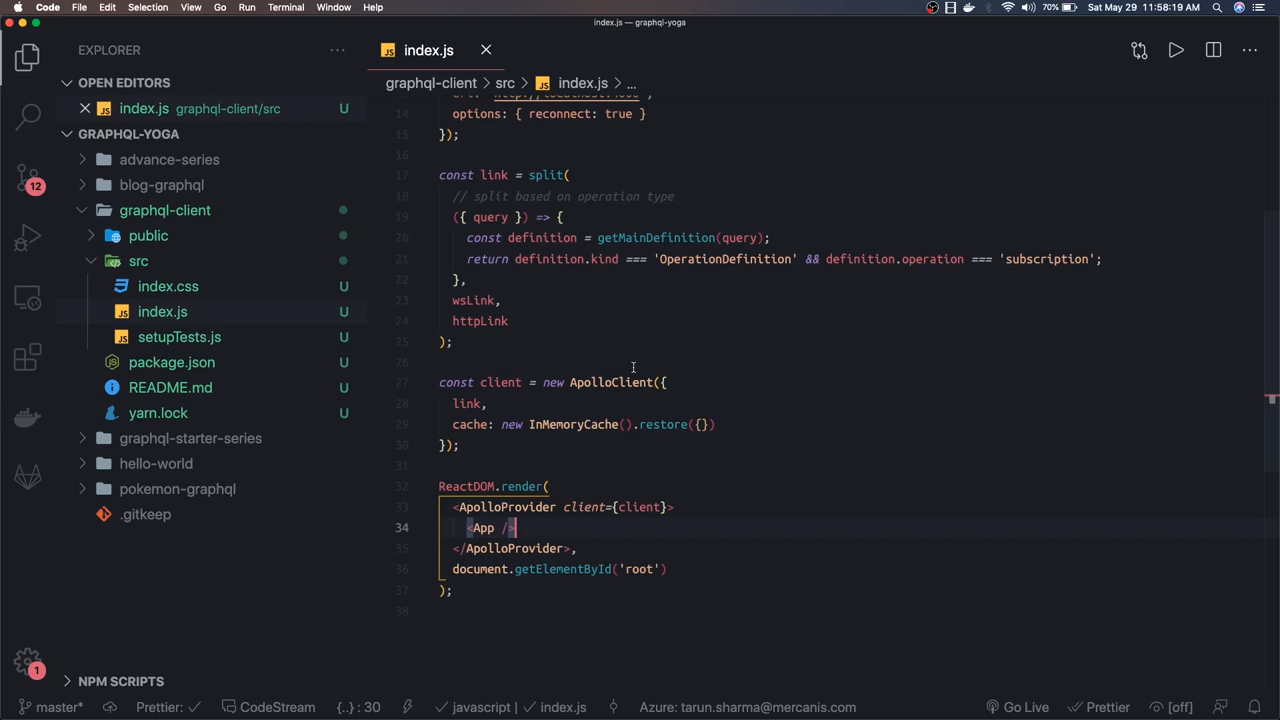 Code File Edit Selection View Go Run Terminal Window Help 70% Sat May 29 11:58:19 AM
index.js — graphql-yoga
EXPLORER
OPEN EDITORS
JS index.js graphql-client/src U
GRAPHQL-YOGA
advance-series
blog-graphql
graphql-client
public
src
index.css U
JS index.js U
JS setupTests.js U
package.json U
README.md U
yarn.lock U
graphql-starter-series
hello-world
pokemon-graphql
.gitkeep
NPM SCRIPTS
12
1
JS index.js
graphql-client > src > JS index.js > ...
14 options: { reconnect: true }
15 });
16
17 const link = split(
18 // split based on operation type
19 ({ query }) => {
20 const definition = getMainDefinition(query);
21 return definition.kind === 'OperationDefinition' && definition.operation === 'subscription';
22 },
23 wsLink,
24 httpLink
25 );
26
27 const client = new ApolloClient({
28 link,
29 cache: new InMemoryCache().restore({})
30 });
31
32 ReactDOM.render(
33 <ApolloProvider client={client}>
34 <App />
35 </ApolloProvider>,
36 document.getElementById('root')
37 );
38
master* Prettier: ✓ CodeStream {..} : 30 ✓ javascript | ✓ index.js Azure: tarun.sharma@mercanis.com Go Live Prettier [off]